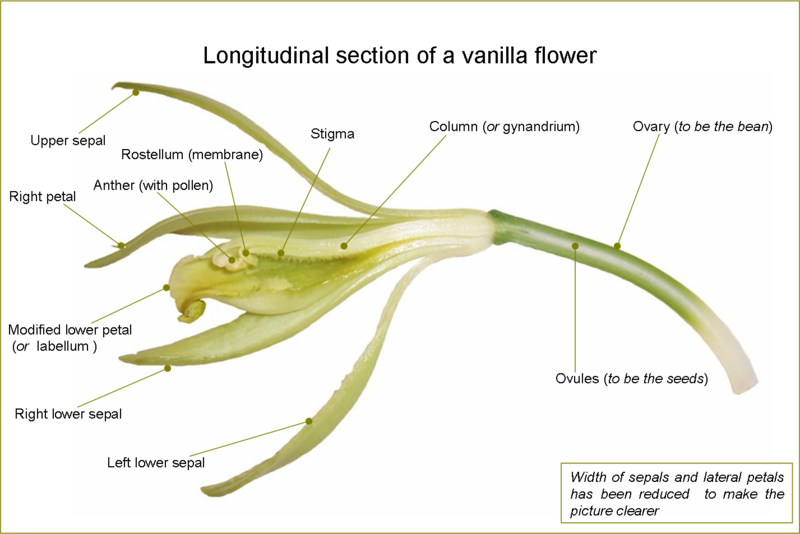 Longitudinal section of a vanilla flower
Upper sepal
Rostellum (membrane)
Stigma
Column (or gynandrium)
Ovary (to be the bean)
Anther (with pollen)
Right petal
Modified lower petal
(or labellum )
Right lower sepal
Left lower sepal
Ovules (to be the seeds)
Width of sepals and lateral petals
has been reduced to make the
picture clearer